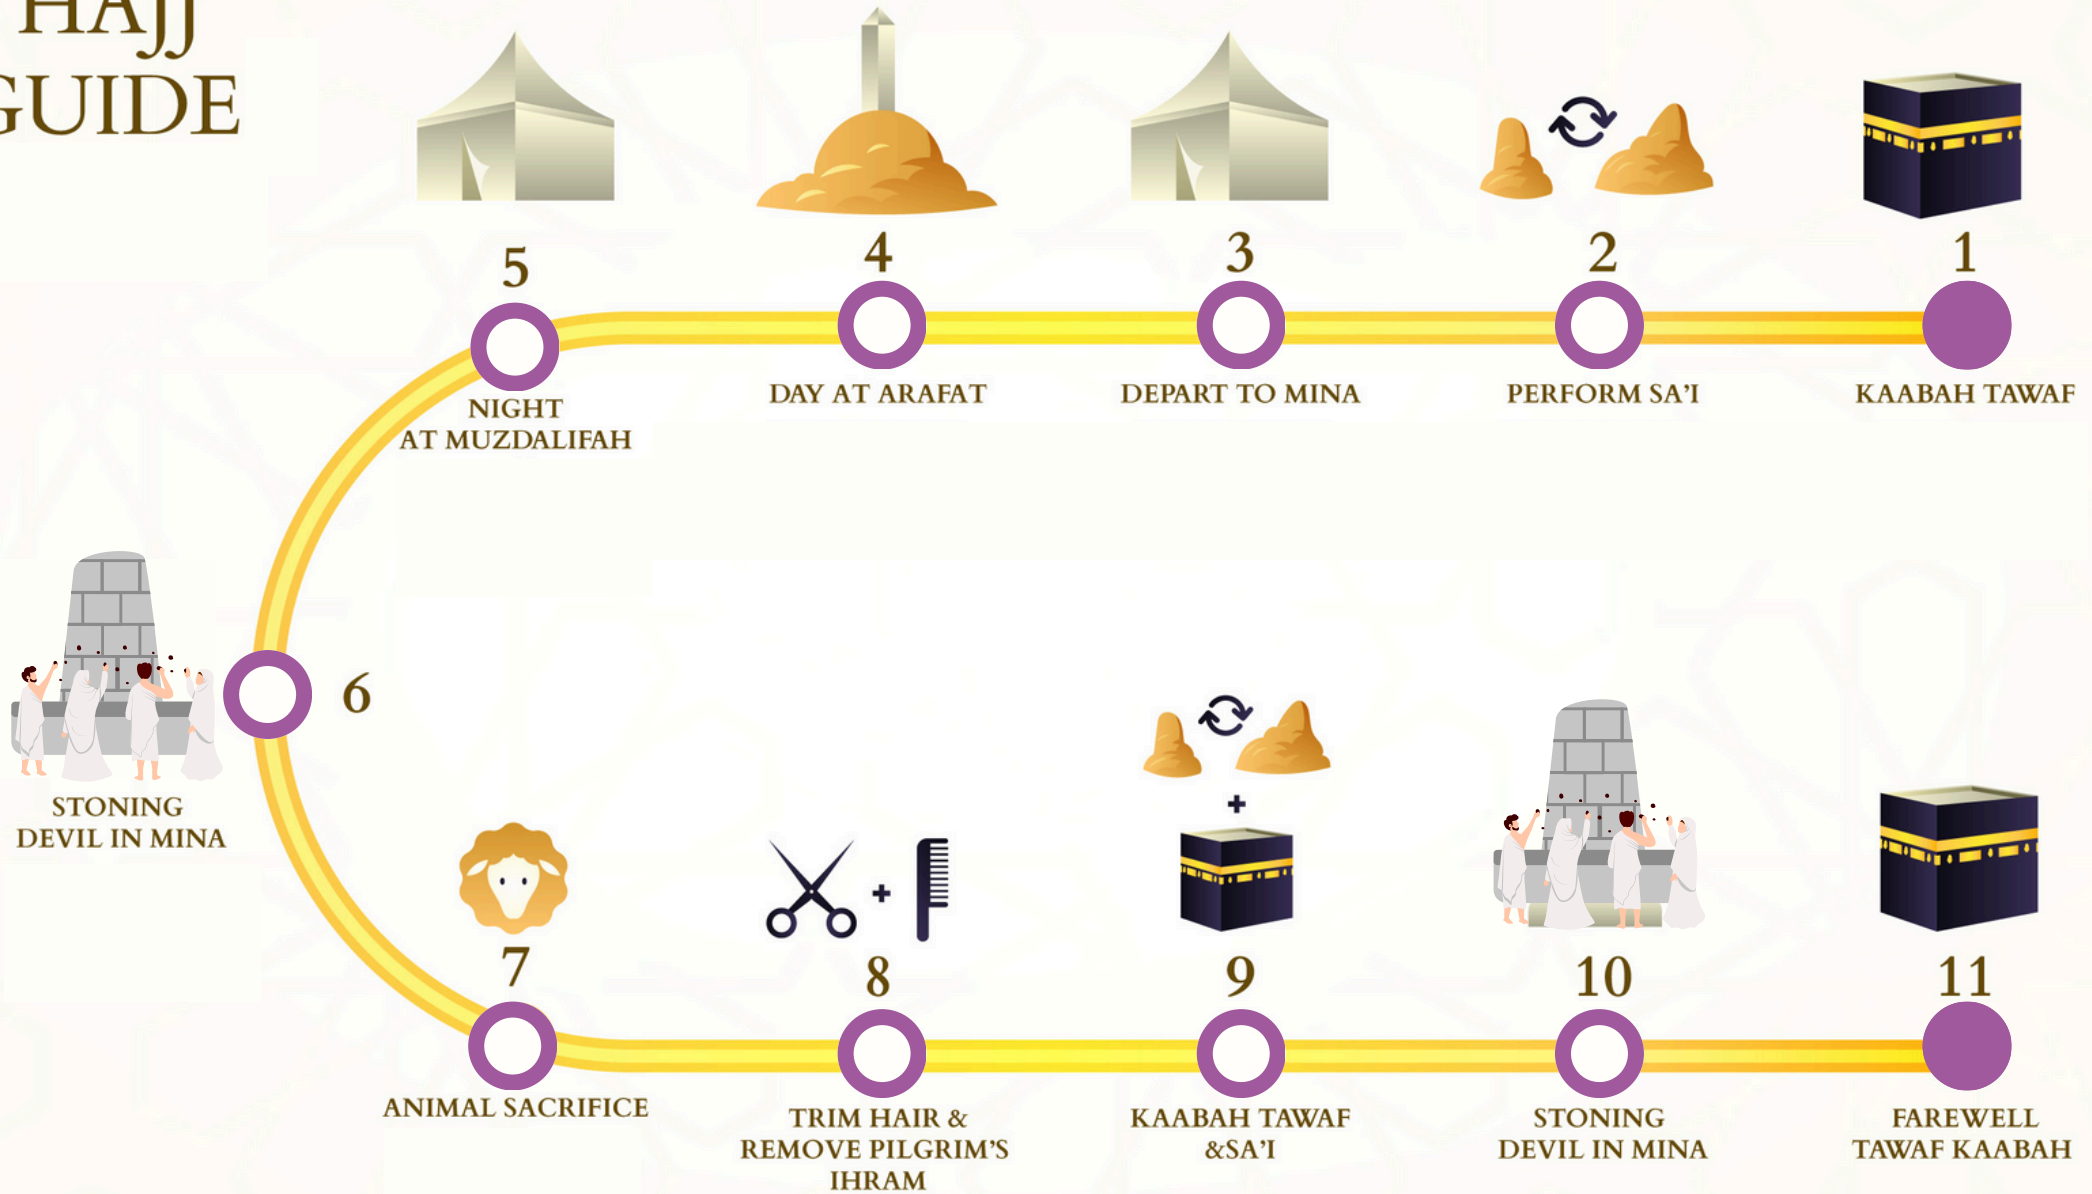 HAJJ
GUIDE
1
KAABAH TAWAF
2
PERFORM SA'I
3
DEPART TO MINA
4
DAY AT ARAFAT
5
NIGHT
AT MUZDALIFAH
6
STONING
DEVIL IN MINA
7
ANIMAL SACRIFICE
8
TRIM HAIR &
REMOVE PILGRIM'S
IHRAM
9
KAABAH TAWAF
&SA'I
10
STONING
DEVIL IN MINA
11
FAREWELL
TAWAF KAABAH